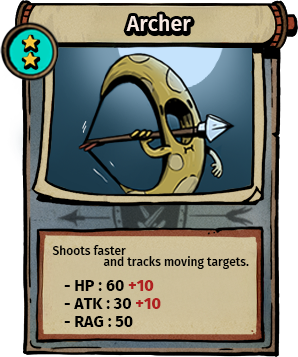 Archer
Shoots faster
and tracks moving targets.
- HP : 60 +10
- ATK : 30 +10
- RAG : 50